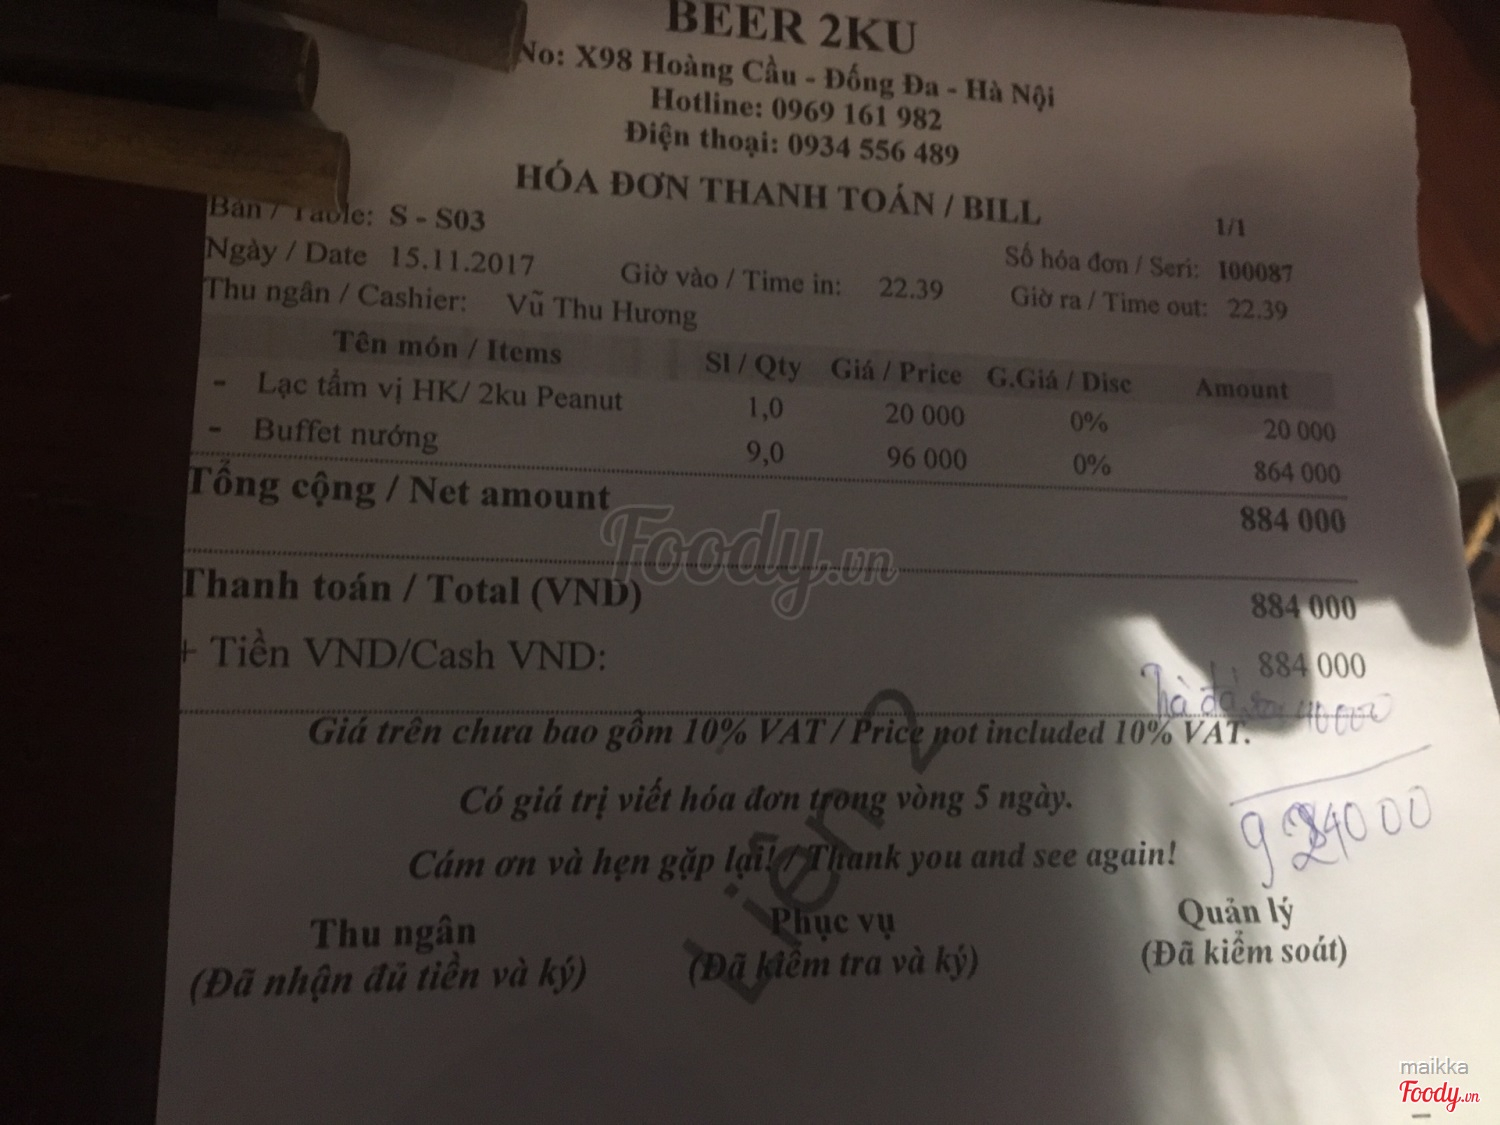 BEER 2KU
No: X98 Hoàng Cầu - Đống Đa - Hà Nội
Hotline: 0969 161 982
Điện thoại: 0934 556 489
HÓA ĐƠN THANH TOÁN / BILL
1/1
Bàn / Table: S - S03
Số hóa đơn / Seri: I00087
Ngày / Date 15.11.2017 Giờ vào / Time in: 22.39 Giờ ra / Time out: 22.39
Thu ngân / Cashier: Vũ Thu Hương
Tên món / Items Sl / Qty Giá / Price G.Giá / Disc Amount
- Lạc tẩm vị HK/ 2ku Peanut 1,0 20 000 0% 20 000
- Buffet nướng 9,0 96 000 0% 864 000
Tổng cộng / Net amount 884 000
Foody.vn
Thanh toán / Total (VND) 884 000
+ Tiền VND/Cash VND: 884 000
40000
Giá trên chưa bao gồm 10% VAT / Price not included 10% VAT.
Có giá trị viết hóa đơn trong vòng 5 ngày.
924000
Cám ơn và hẹn gặp lại! / Thank you and see again!
Liên 2
Thu ngân Phục vụ Quản lý
(Đã nhận đủ tiền và ký) (Đã kiểm tra và ký) (Đã kiểm soát)
maikka
Foody.vn